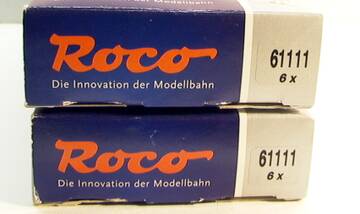 Roco
Die Innovation der Modellbahn
61111
6 x
Roco
Die Innovation der Modellbahn
61111
6 x